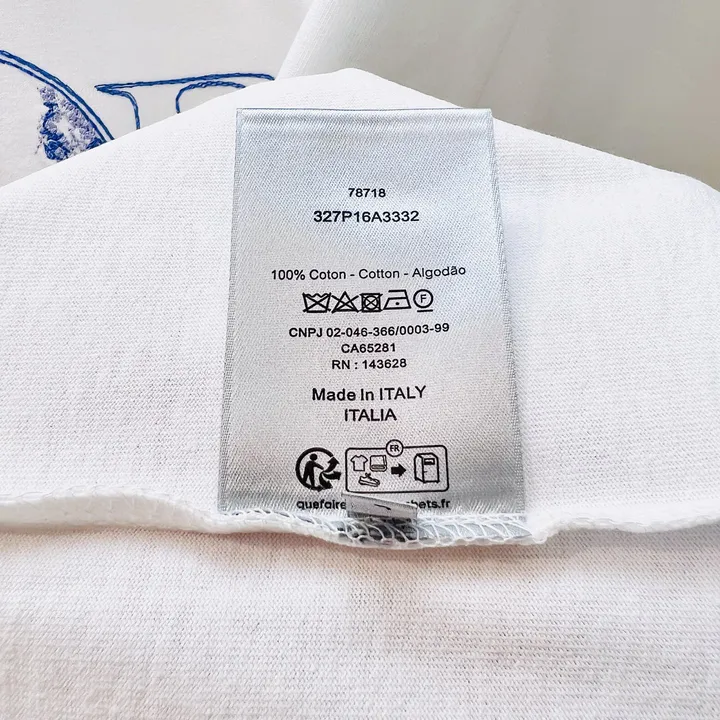 78718
327P16A3332
100% Coton - Cotton - Algodão
CNPJ 02-046-366/0003-99
CA65281
RN : 143628
Made In ITALY
ITALIA
FR